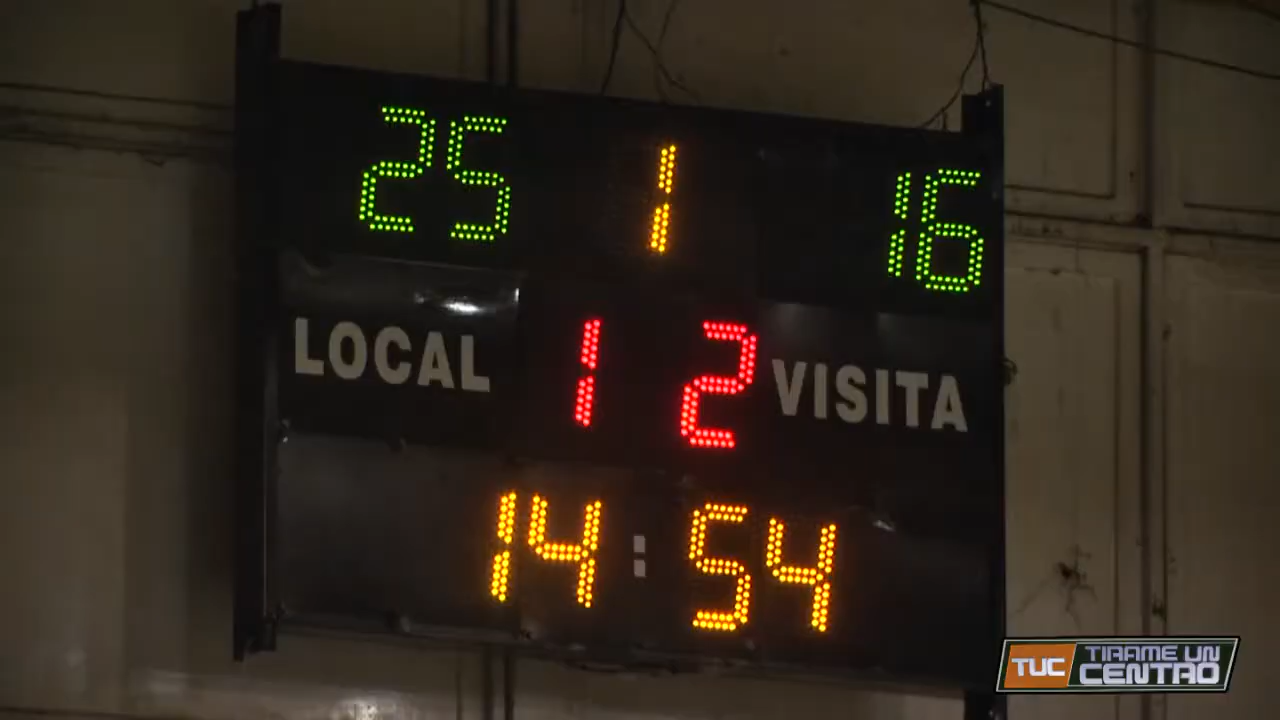 25 1 16
LOCAL 1 2 VISITA
14:54
TUC TIRAME UN
CENTRO